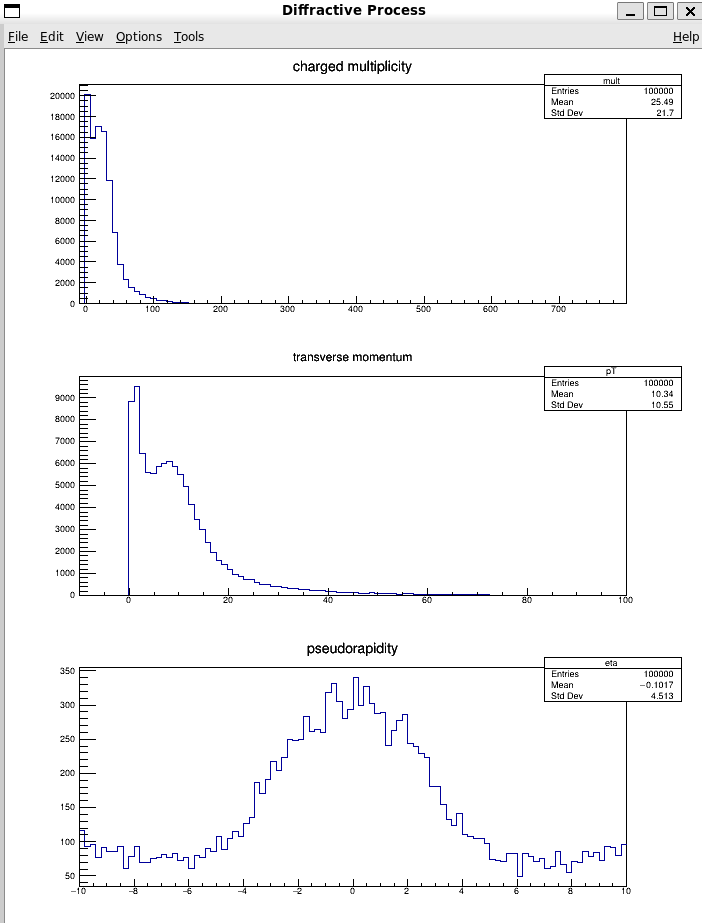 Diffractive Process
File Edit View Options Tools Help
charged multiplicity
mult
Entries 100000
Mean 25.49
Std Dev 21.7
20000
18000
16000
14000
12000
10000
8000
6000
4000
2000
0
0 100 200 300 400 500 600 700
transverse momentum
pT
Entries 100000
Mean 10.34
Std Dev 10.55
9000
8000
7000
6000
5000
4000
3000
2000
1000
0
0 20 40 60 80 100
pseudorapidity
eta
Entries 100000
Mean −0.1017
Std Dev 4.513
350
300
250
200
150
100
50
−10 −8 −6 −4 −2 0 2 4 6 8 10